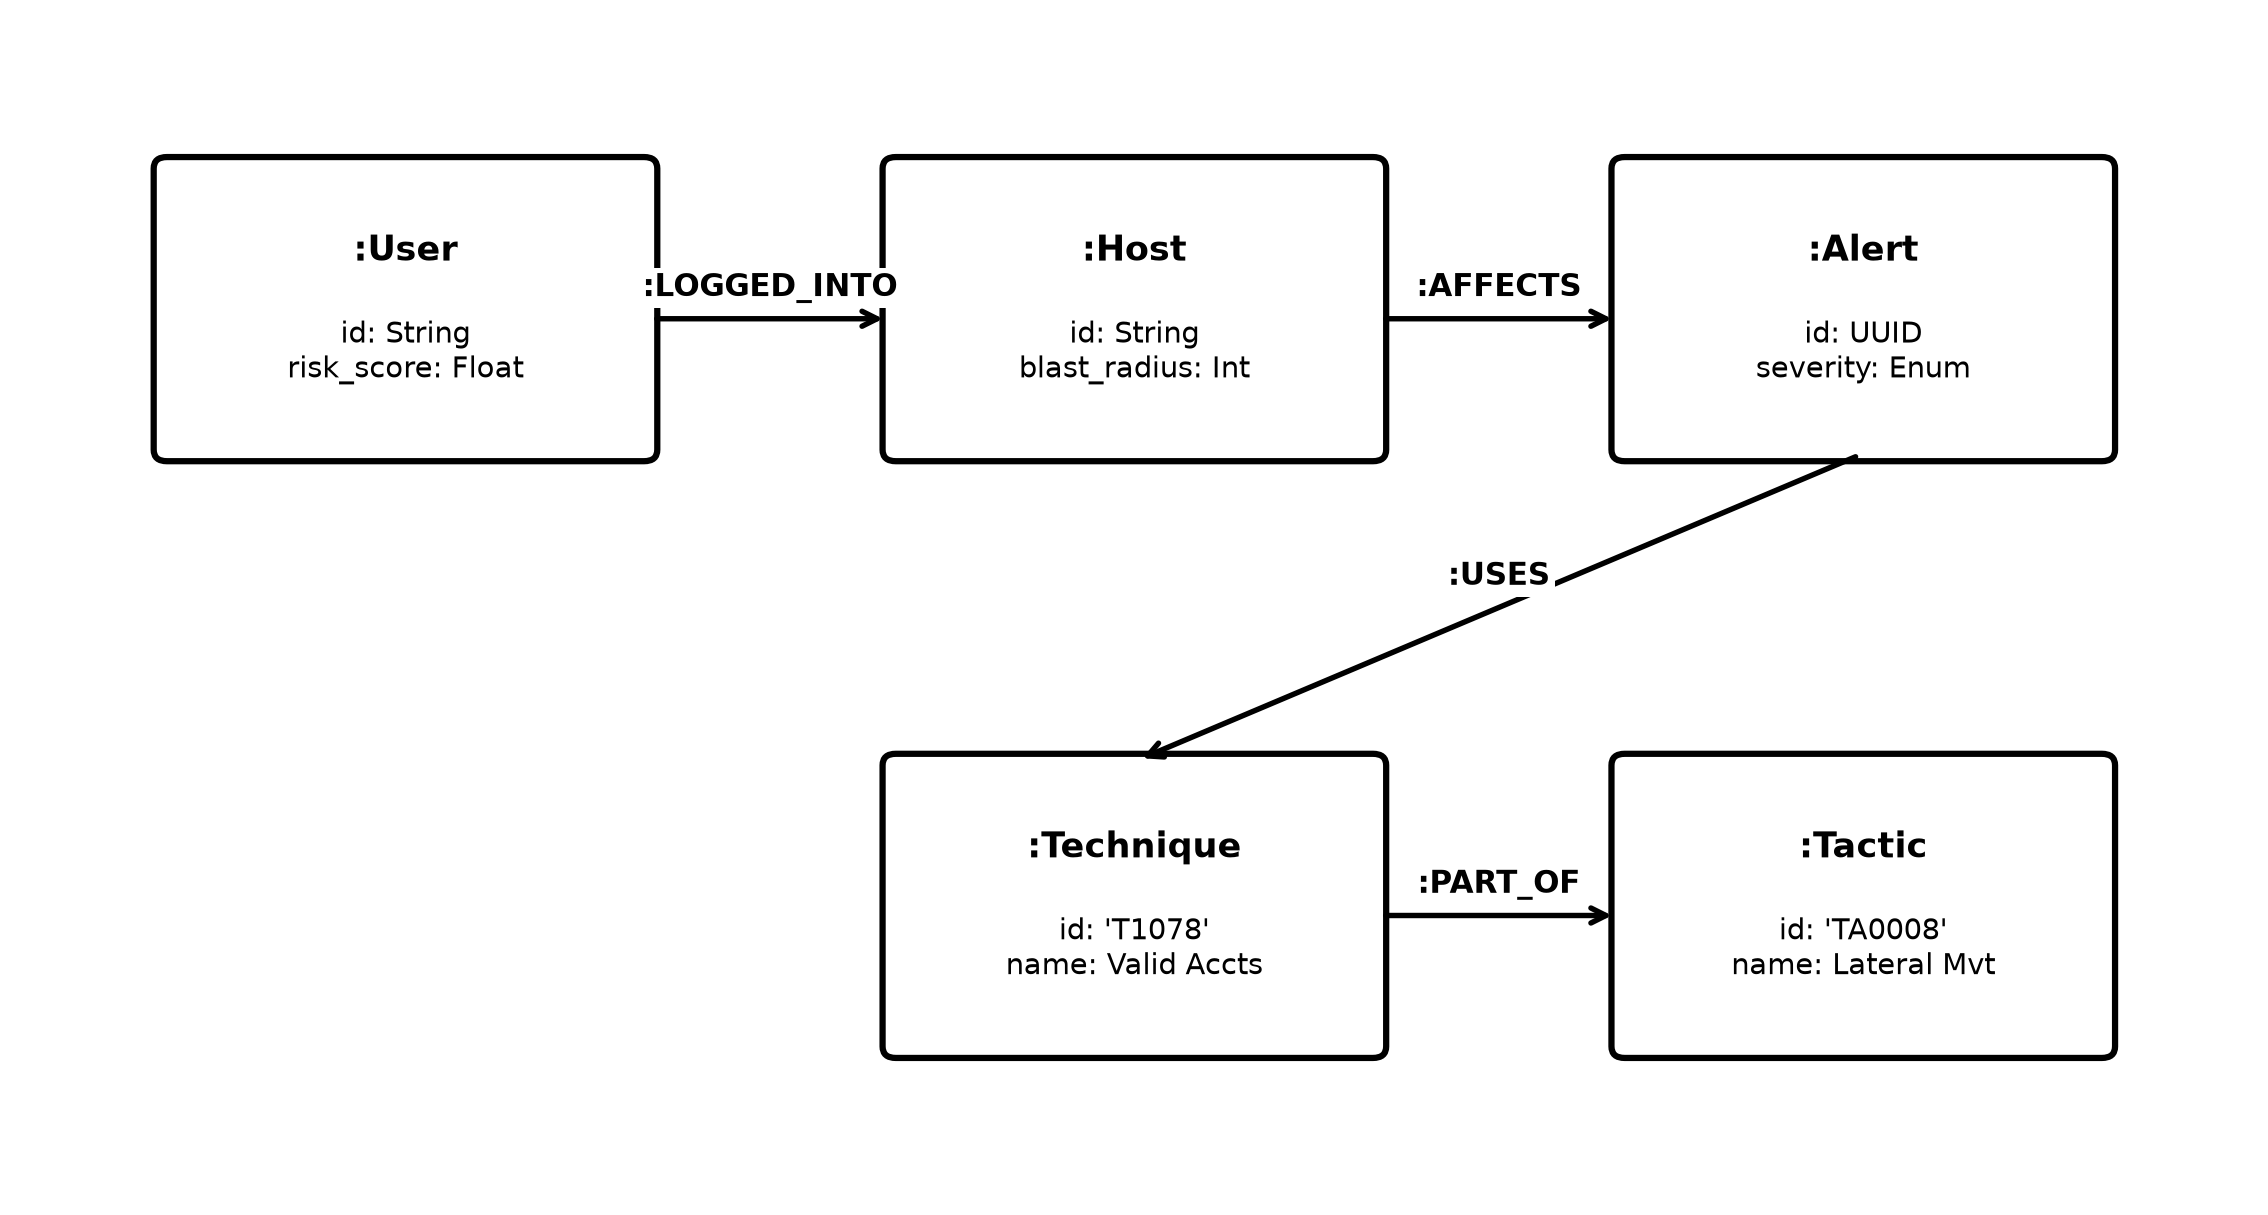 :User
id: String
risk_score: Float
:LOGGED_INTO
:Host
id: String
blast_radius: Int
:AFFECTS
:Alert
id: UUID
severity: Enum
:USES
:Technique
id: 'T1078'
name: Valid Accts
:PART_OF
:Tactic
id: 'TA0008'
name: Lateral Mvt